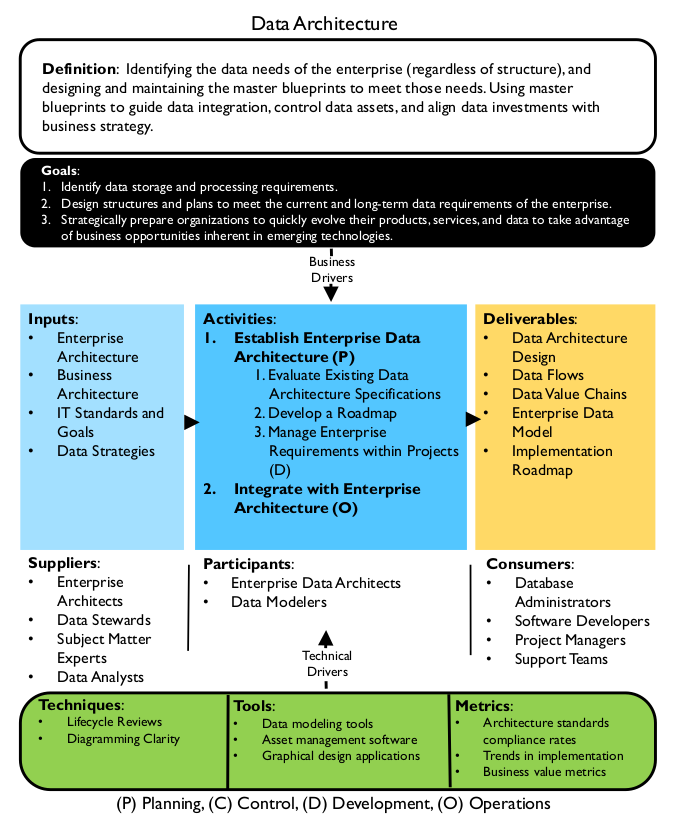 Data Architecture
Definition: Identifying the data needs of the enterprise (regardless of structure), and
designing and maintaining the master blueprints to meet those needs. Using master
blueprints to guide data integration, control data assets, and align data investments with
business strategy.
Goals:
1. Identify data storage and processing requirements.
2. Design structures and plans to meet the current and long-term data requirements of the enterprise.
3. Strategically prepare organizations to quickly evolve their products, services, and data to take advantage
of business opportunities inherent in emerging technologies.
Business
Drivers
Inputs:
• Enterprise
Architecture
• Business
Architecture
• IT Standards and
Goals
• Data Strategies
Activities:
1. Establish Enterprise Data
Architecture (P)
1. Evaluate Existing Data
Architecture Specifications
2. Develop a Roadmap
3. Manage Enterprise
Requirements within Projects
(D)
2. Integrate with Enterprise
Architecture (O)
Deliverables:
• Data Architecture
Design
• Data Flows
• Data Value Chains
• Enterprise Data
Model
• Implementation
Roadmap
Suppliers:
• Enterprise
Architects
• Data Stewards
• Subject Matter
Experts
• Data Analysts
Participants:
• Enterprise Data Architects
• Data Modelers
Consumers:
• Database
Administrators
• Software Developers
• Project Managers
• Support Teams
Technical
Drivers
Techniques:
• Lifecycle Reviews
• Diagramming Clarity
Tools:
• Data modeling tools
• Asset management software
• Graphical design applications
Metrics:
• Architecture standards
compliance rates
• Trends in implementation
• Business value metrics
(P) Planning, (C) Control, (D) Development, (O) Operations